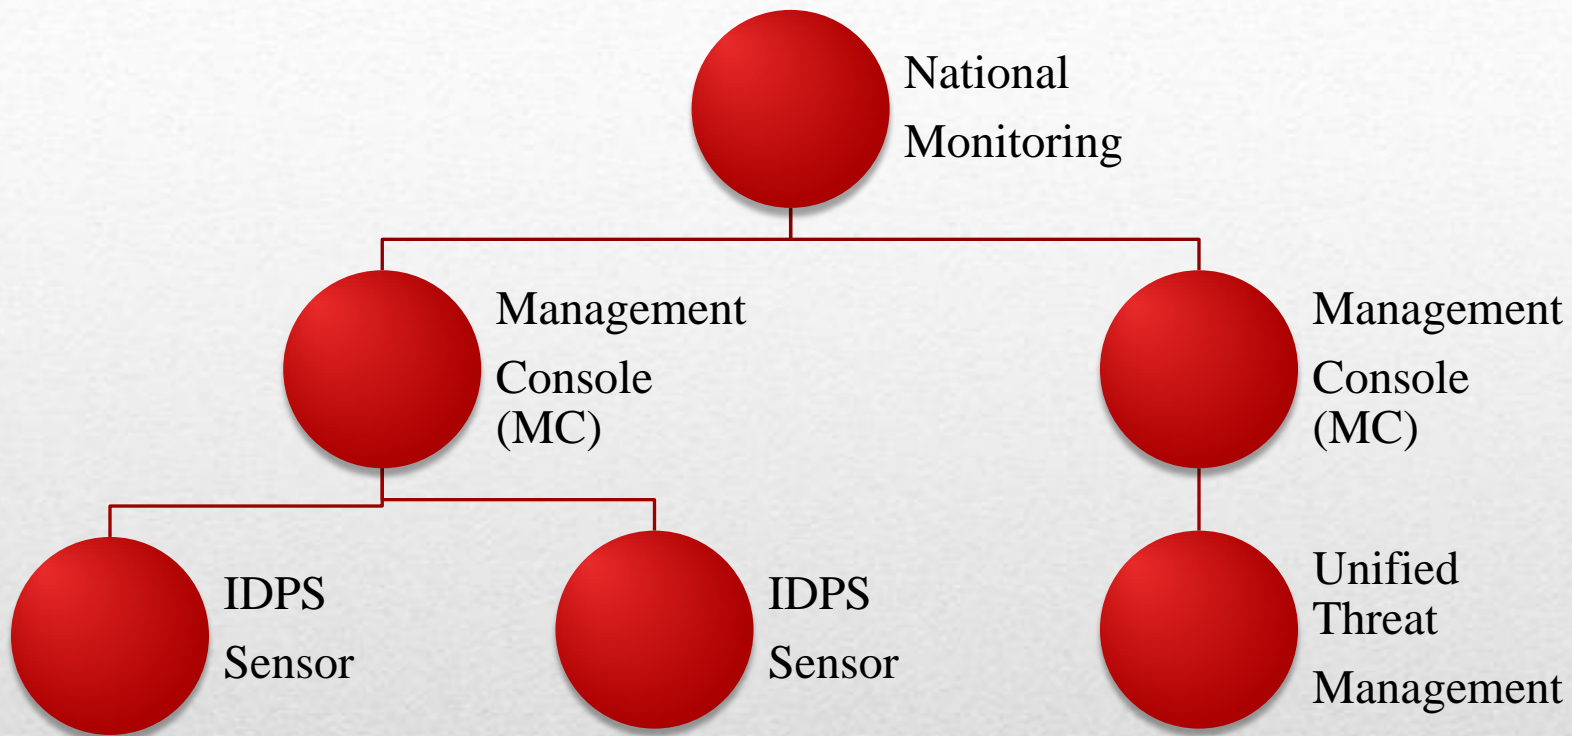 National
Monitoring
Management
Console
(MC)
Management
Console
(MC)
IDPS
Sensor
IDPS
Sensor
Unified
Threat
Management